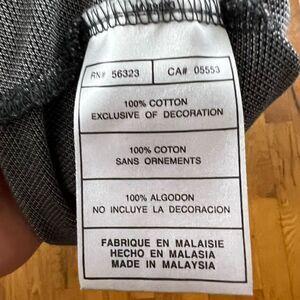 RN# 56323 CA# 05553
100% COTTON
EXCLUSIVE OF DECORATION
100% COTON
SANS ORNEMENTS
100% ALGODON
NO INCLUYE LA DECORACION
FABRIQUE EN MALAISIE
HECHO EN MALASIA
MADE IN MALAYSIA